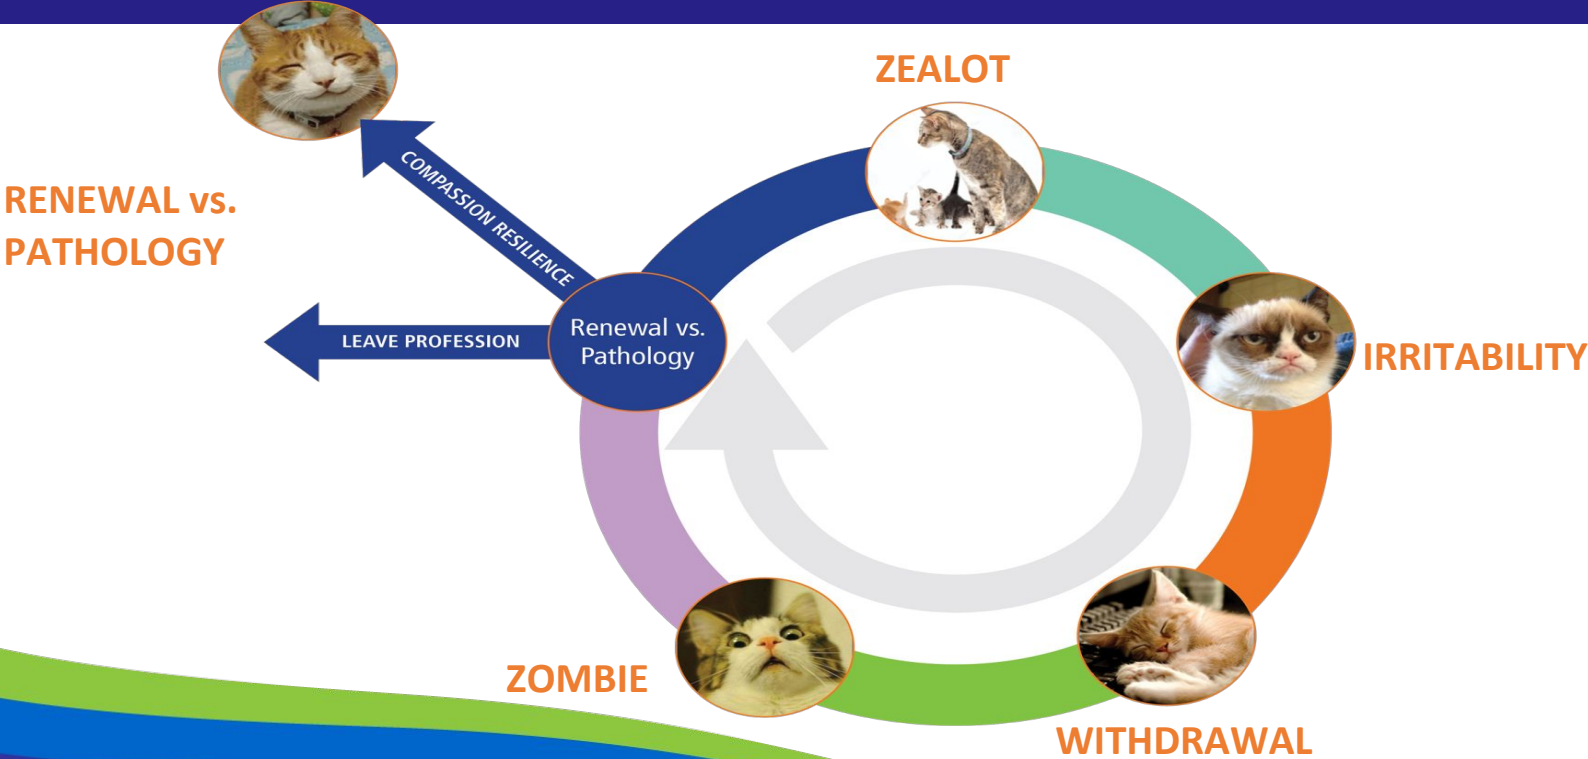 ZEALOT
COMPASSION RESILIENCE
RENEWAL vs.
PATHOLOGY
LEAVE PROFESSION
Renewal vs.
Pathology
IRRITABILITY
ZOMBIE
WITHDRAWAL